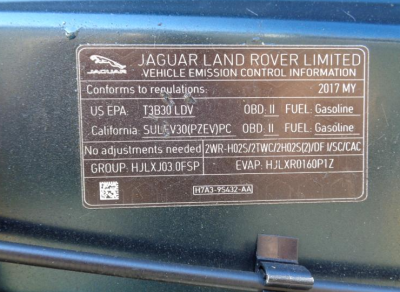 JAGUAR
JAGUAR LAND ROVER LIMITED
VEHICLE EMISSION CONTROL INFORMATION
Conforms to regulations: 2017 MY
US EPA: T3B30 LDV OBD II FUEL: Gasoline
California: SULEV30(PZEV)PC OBD II FUEL: Gasoline
No adjustments needed 2WR-HO2S/2TWC/2HO2S(2)/DFI/SC/CAC
GROUP: HJLXJ03.0FSP EVAP: HJLXR0160P1Z
H7A3-9S432-AA